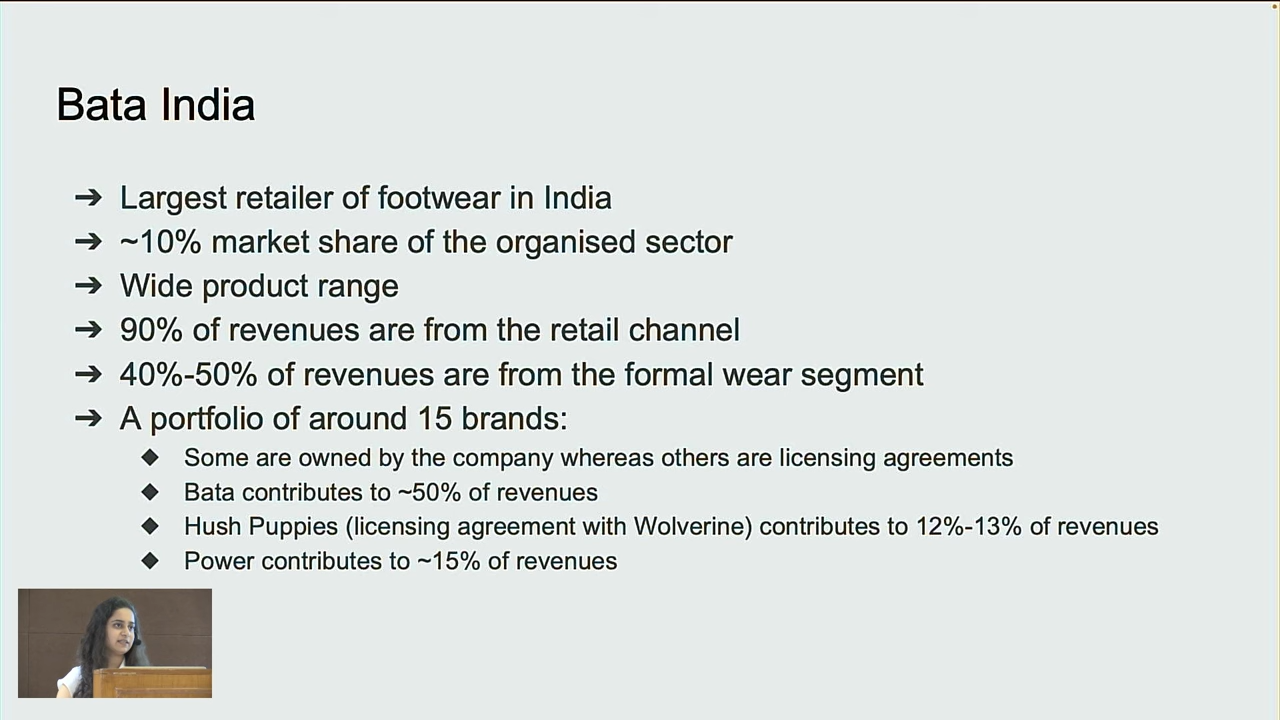 Bata India
➔ Largest retailer of footwear in India
➔ ~10% market share of the organised sector
➔ Wide product range
➔ 90% of revenues are from the retail channel
➔ 40%-50% of revenues are from the formal wear segment
➔ A portfolio of around 15 brands:
◆ Some are owned by the company whereas others are licensing agreements
◆ Bata contributes to ~50% of revenues
◆ Hush Puppies (licensing agreement with Wolverine) contributes to 12%-13% of revenues
◆ Power contributes to ~15% of revenues